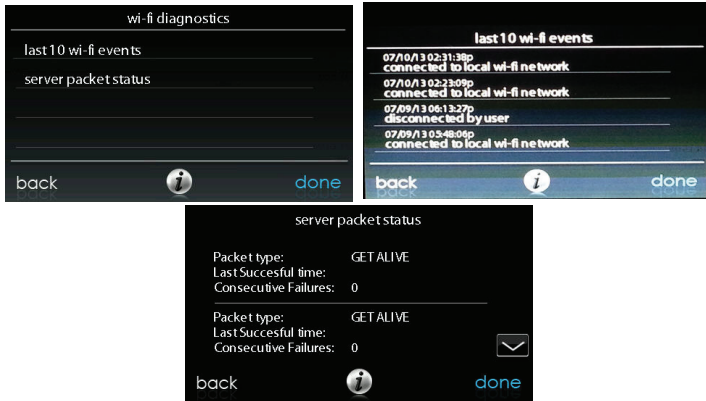 wi-fi diagnostics
last 10 wi-fi events
server packet status
back
i
done
last 10 wi-fi events
07/10/13 02:31:38p
connected to local wi-fi network
07/10/13 02:23:09p
connected to local wi-fi network
07/09/13 06:13:27p
disconnected by user
07/09/13 05:48:06p
connected to local wi-fi network
back
i
done
server packet status
Packet type: GET ALIVE
Last Succesful time:
Consecutive Failures: 0
Packet type: GET ALIVE
Last Succesful time:
Consecutive Failures: 0
back
i
done